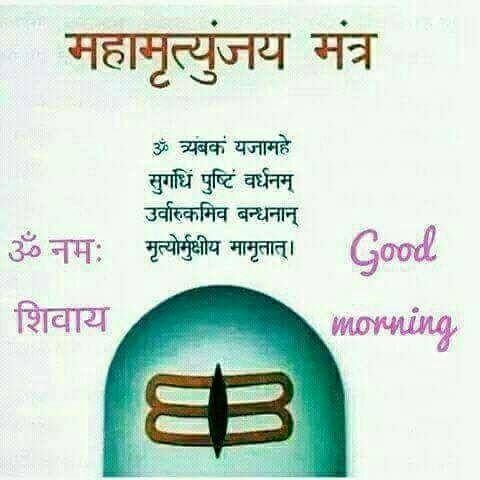 महामृत्युंजय मंत्र
ॐ त्र्यंबकं यजामहे
सुगंधिं पुष्टिं वर्धनम्
उर्वारुकमिव बन्धनान्
मृत्योर्मुक्षीय मामृतात्।
ॐ नमः
शिवाय
Good
morning